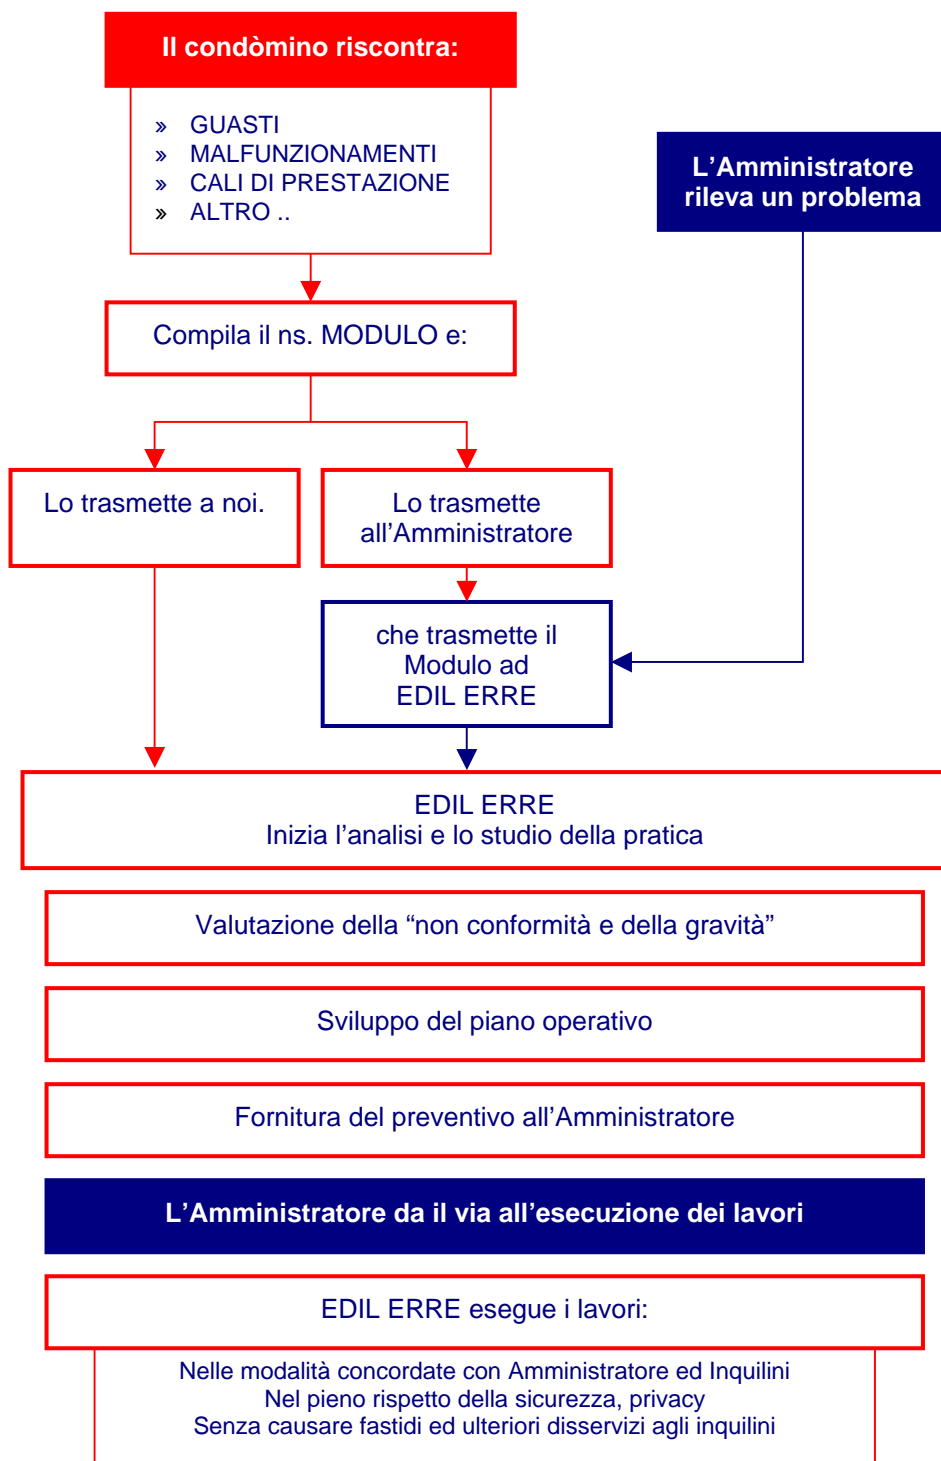 Il condòmino riscontra:
» GUASTI
» MALFUNZIONAMENTI
» CALI DI PRESTAZIONE
» ALTRO ..
L’Amministratore
rileva un problema
Compila il ns. MODULO e:
Lo trasmette a noi.
Lo trasmette
all’Amministratore
che trasmette il
Modulo ad
EDIL ERRE
EDIL ERRE
Inizia l’analisi e lo studio della pratica
Valutazione della “non conformità e della gravità”
Sviluppo del piano operativo
Fornitura del preventivo all’Amministratore
L’Amministratore da il via all’esecuzione dei lavori
EDIL ERRE esegue i lavori:
Nelle modalità concordate con Amministratore ed Inquilini
Nel pieno rispetto della sicurezza, privacy
Senza causare fastidi ed ulteriori disservizi agli inquilini